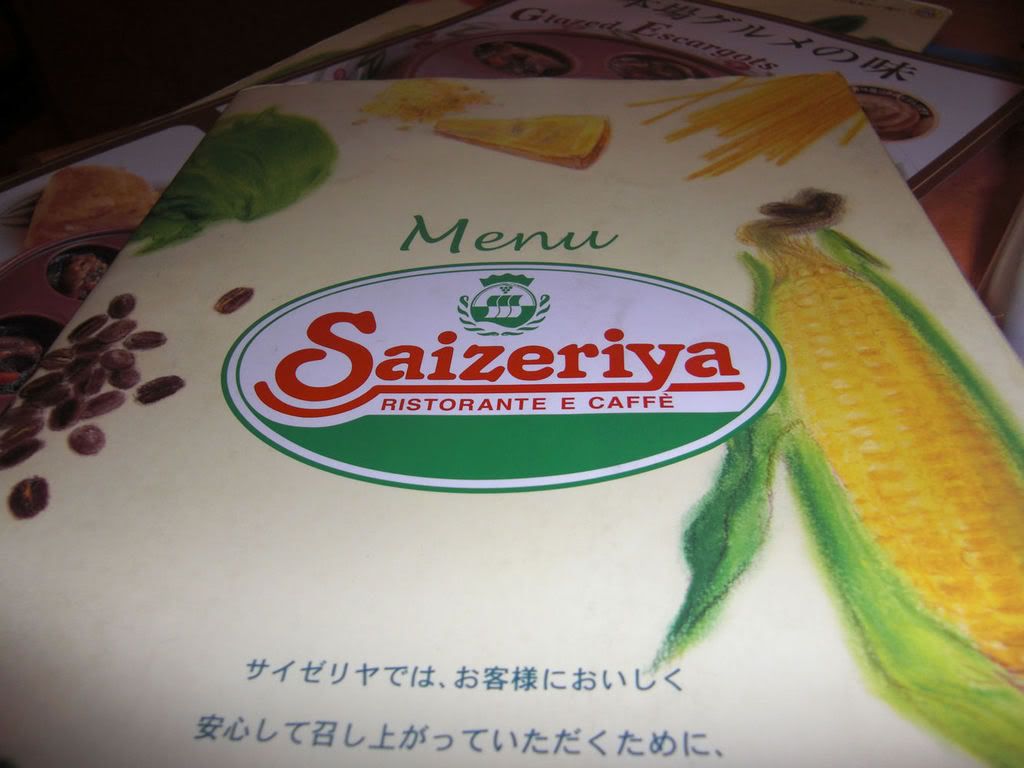 本場グルメの味
Glazed Escargots
Menu
Saizeriya
RISTORANTE E CAFFÈ
サイゼリヤでは、お客様においしく
安心して召し上がっていただくために、